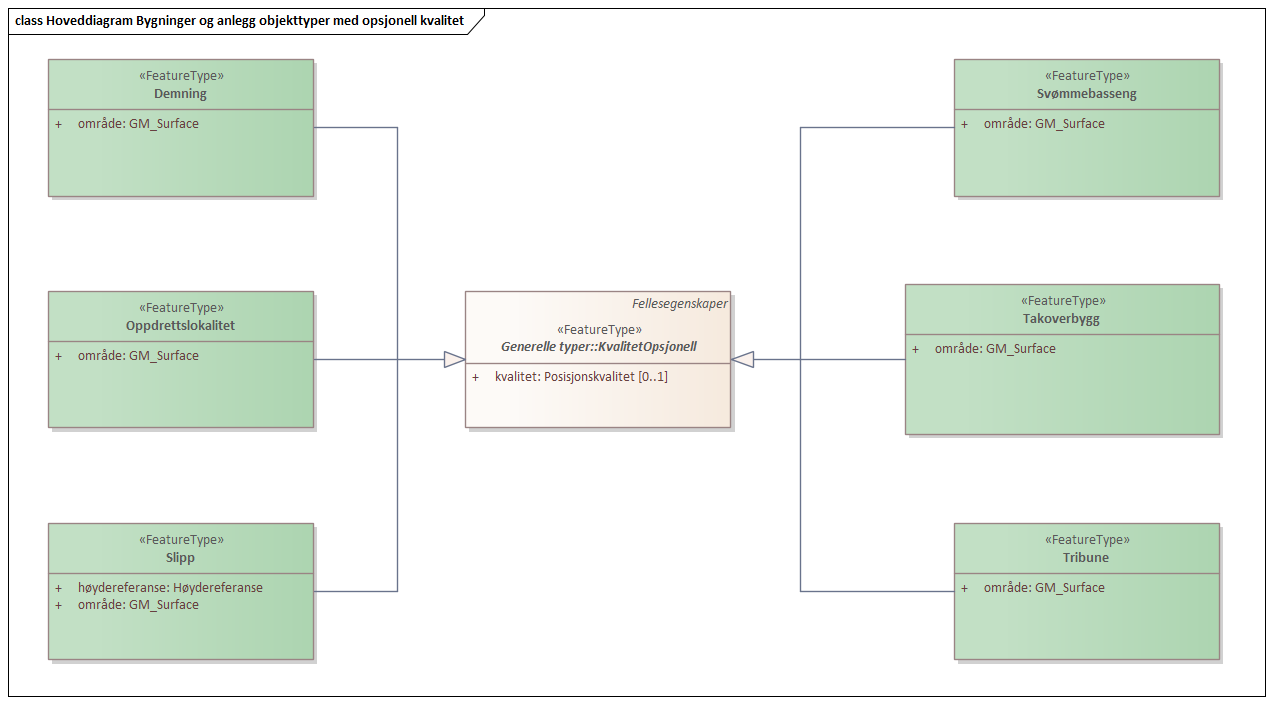 class Hoveddiagram Bygninger og anlegg objekttyper med opsjonell kvalitet
«FeatureType»
Demning
+ område: GM_Surface
«FeatureType»
Svømmebasseng
+ område: GM_Surface
«FeatureType»
Oppdrettslokalitet
+ område: GM_Surface
Fellesegenskaper
«FeatureType»
Generelle typer::KvalitetOpsjonell
+ kvalitet: Posisjonskvalitet [0..1]
«FeatureType»
Takoverbygg
+ område: GM_Surface
«FeatureType»
Slipp
+ høydereferanse: Høydereferanse
+ område: GM_Surface
«FeatureType»
Tribune
+ område: GM_Surface